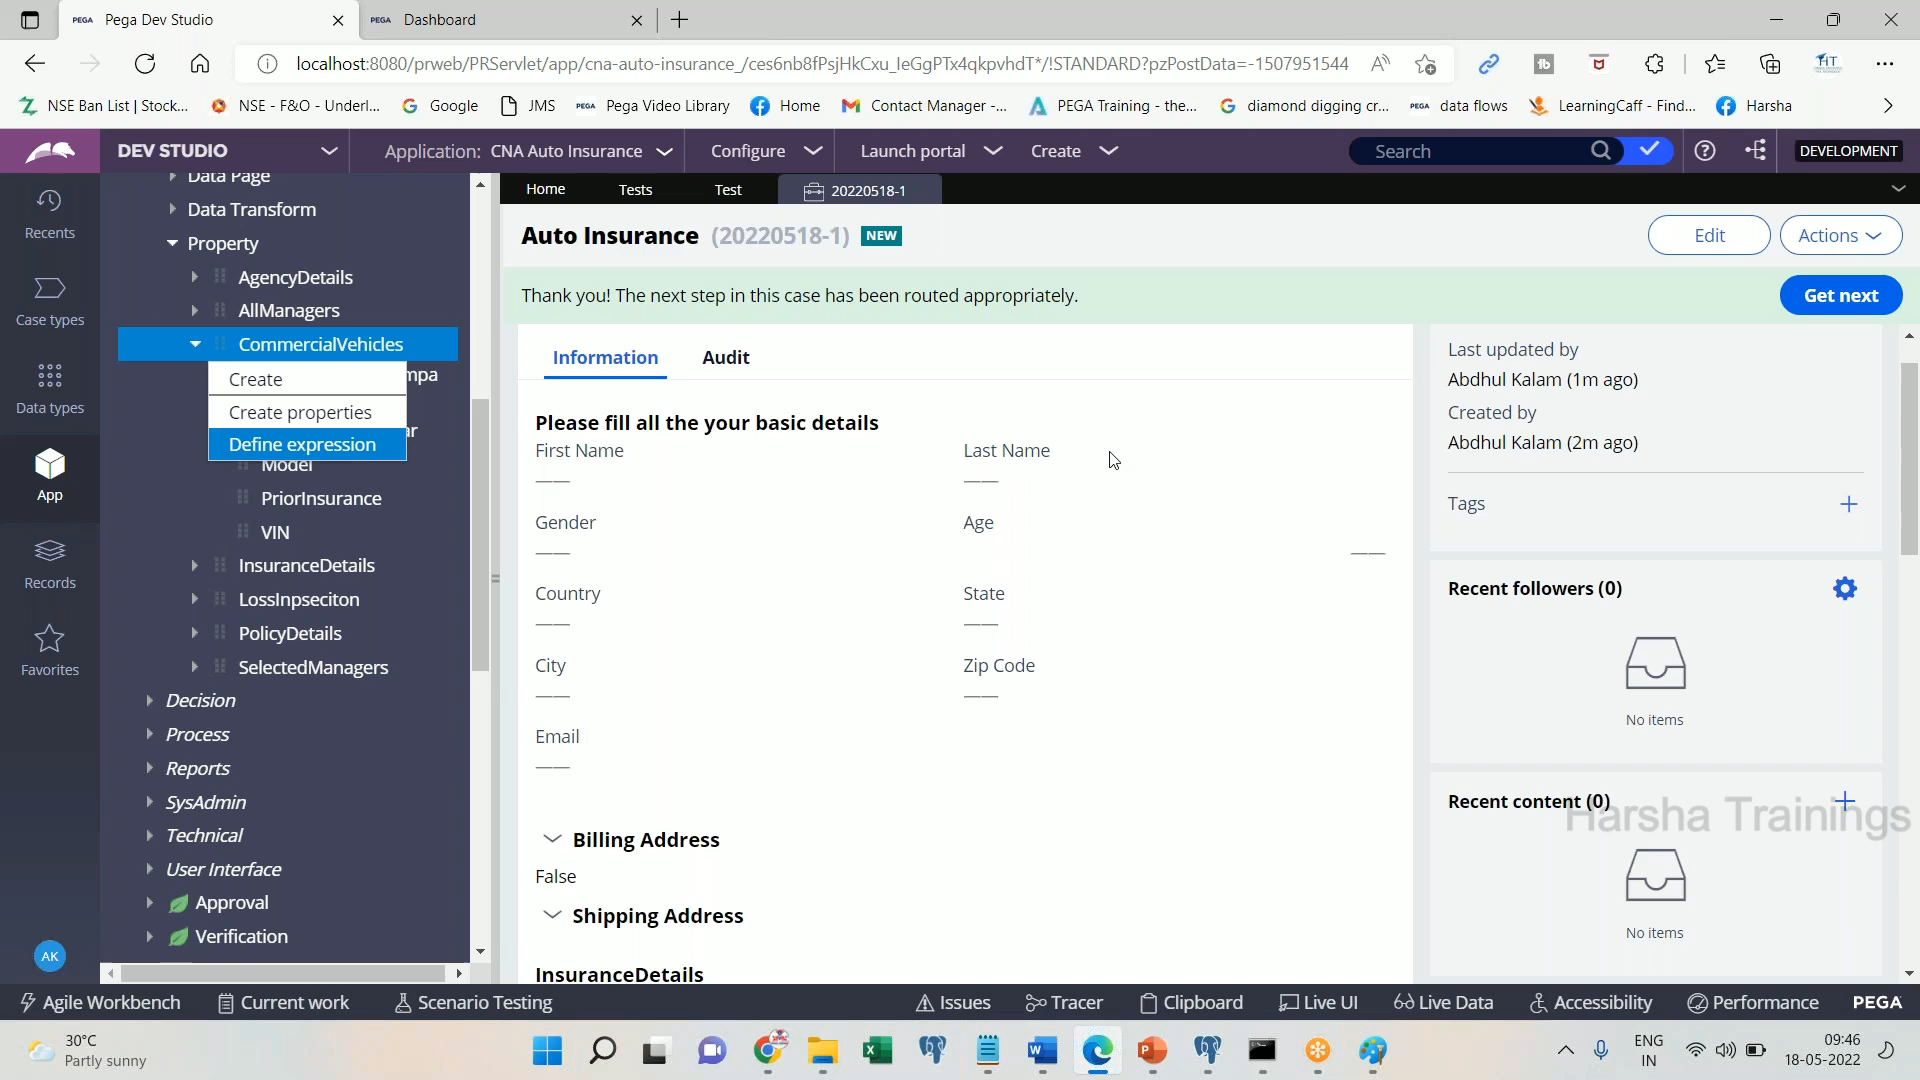 PEGA Pega Dev Studio
PEGA Dashboard
localhost:8080/prweb/PRServlet/app/cna-auto-insurance_/ces6nb8fPsjHkCxu_IeGgPTx4qkpvhdT*/!STANDARD?pzPostData=-1507951544
NSE Ban List | Stock...
NSE - F&O - Underl...
Google
JMS
PEGA Pega Video Library
Home
Contact Manager -...
PEGA Training - the...
diamond digging cr...
PEGA data flows
LearningCaff - Find...
Harsha
DEV STUDIO
Application: CNA Auto Insurance
Configure
Launch portal
Create
Search
DEVELOPMENT
Recents
Case types
Data types
App
Records
Favorites
AK
Data Page
Data Transform
Property
AgencyDetails
AllManagers
CommercialVehicles
Create
Create properties
Define expression
mpa
ar
Model
PriorInsurance
VIN
InsuranceDetails
LossInpseciton
PolicyDetails
SelectedManagers
Decision
Process
Reports
SysAdmin
Technical
User Interface
Approval
Verification
Home
Tests
Test
20220518-1
Auto Insurance (20220518-1) NEW
Edit
Actions
Thank you! The next step in this case has been routed appropriately.
Get next
Information
Audit
Please fill all the your basic details
First Name
Last Name
Gender
Age
Country
State
City
Zip Code
Email
Billing Address
False
Shipping Address
InsuranceDetails
Last updated by
Abdhul Kalam (1m ago)
Created by
Abdhul Kalam (2m ago)
Tags
Recent followers (0)
No items
Recent content (0)
Harsha Trainings
No items
Agile Workbench
Current work
Scenario Testing
Issues
Tracer
Clipboard
Live UI
Live Data
Accessibility
Performance
PEGA
30°C
Partly sunny
ENG
IN
09:46
18-05-2022